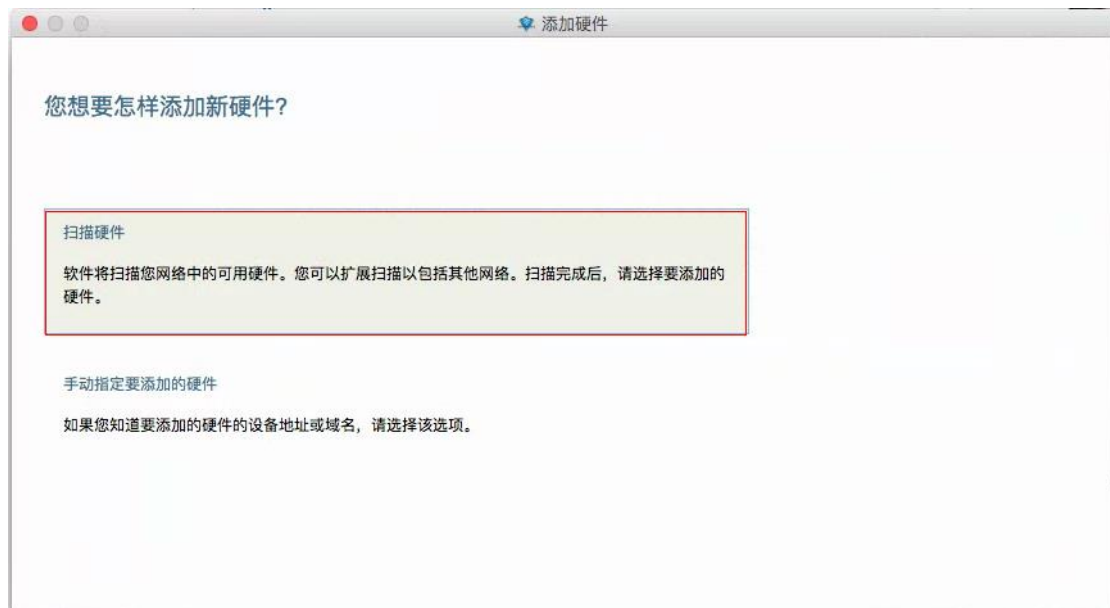 添加硬件
您想要怎样添加新硬件?
扫描硬件
软件将扫描您网络中的可用硬件。您可以扩展扫描以包括其他网络。扫描完成后，请选择要添加的
硬件。
手动指定要添加的硬件
如果您知道要添加的硬件的设备地址或域名，请选择该选项。